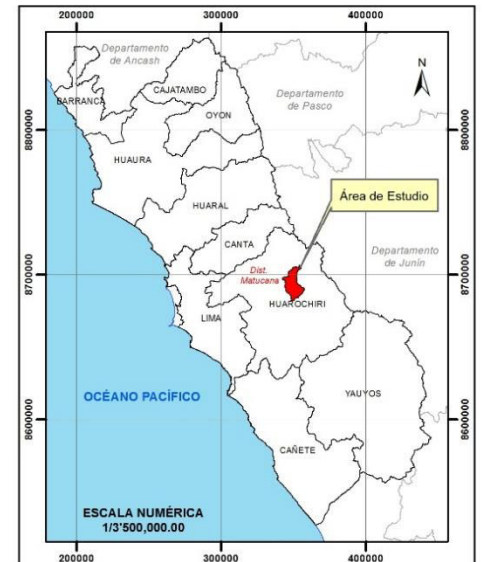 200000 300000 400000
Departamento
de Ancash
N
CAJATAMBO
Departamento
de Pasco
BARRANCA
OYON
8800000 8800000
HUAURA
HUARAL
Área de Estudio
CANTA
Departamento
de Junín
Dist.
Matucana
8700000 8700000
HUAROCHIRI
LIMA
OCÉANO PACÍFICO
YAUYOS
8600000 8600000
CAÑETE
ESCALA NUMÉRICA
1/3'500,000.00
200000 300000 400000